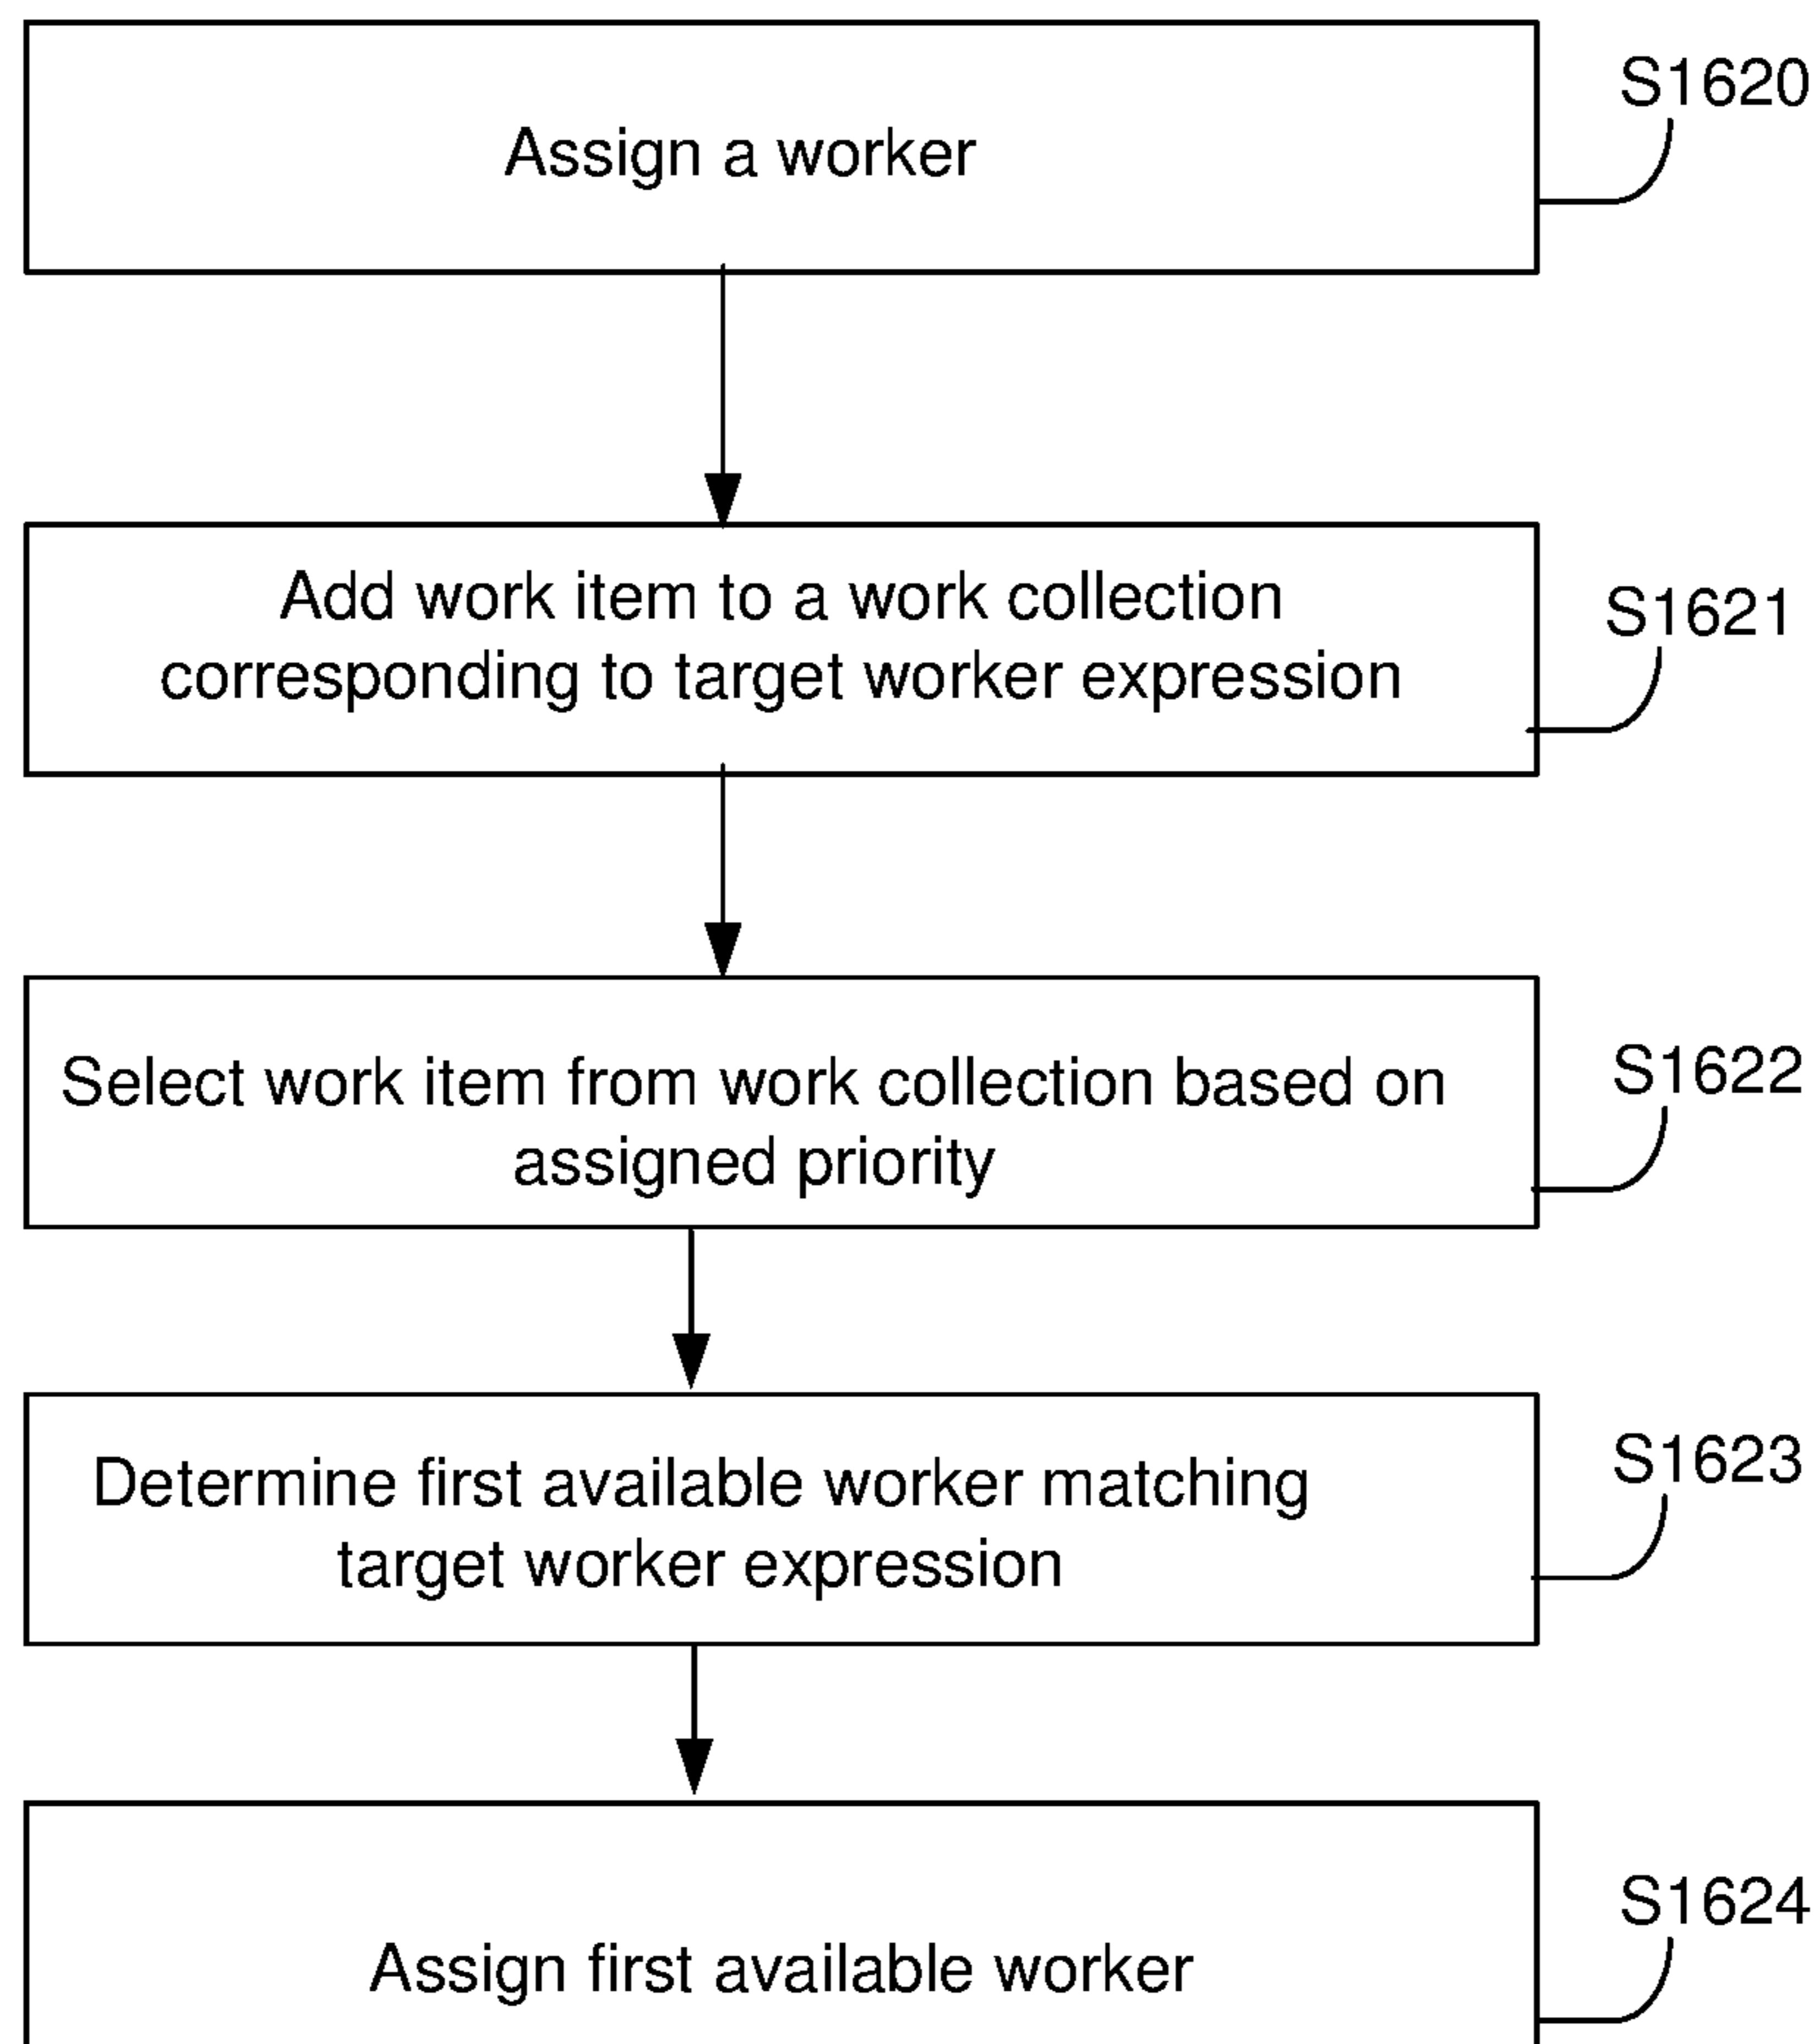 Assign a worker
S1620
Add work item to a work collection
corresponding to target worker expression
S1621
Select work item from work collection based on
assigned priority
S1622
Determine first available worker matching
target worker expression
S1623
Assign first available worker
S1624